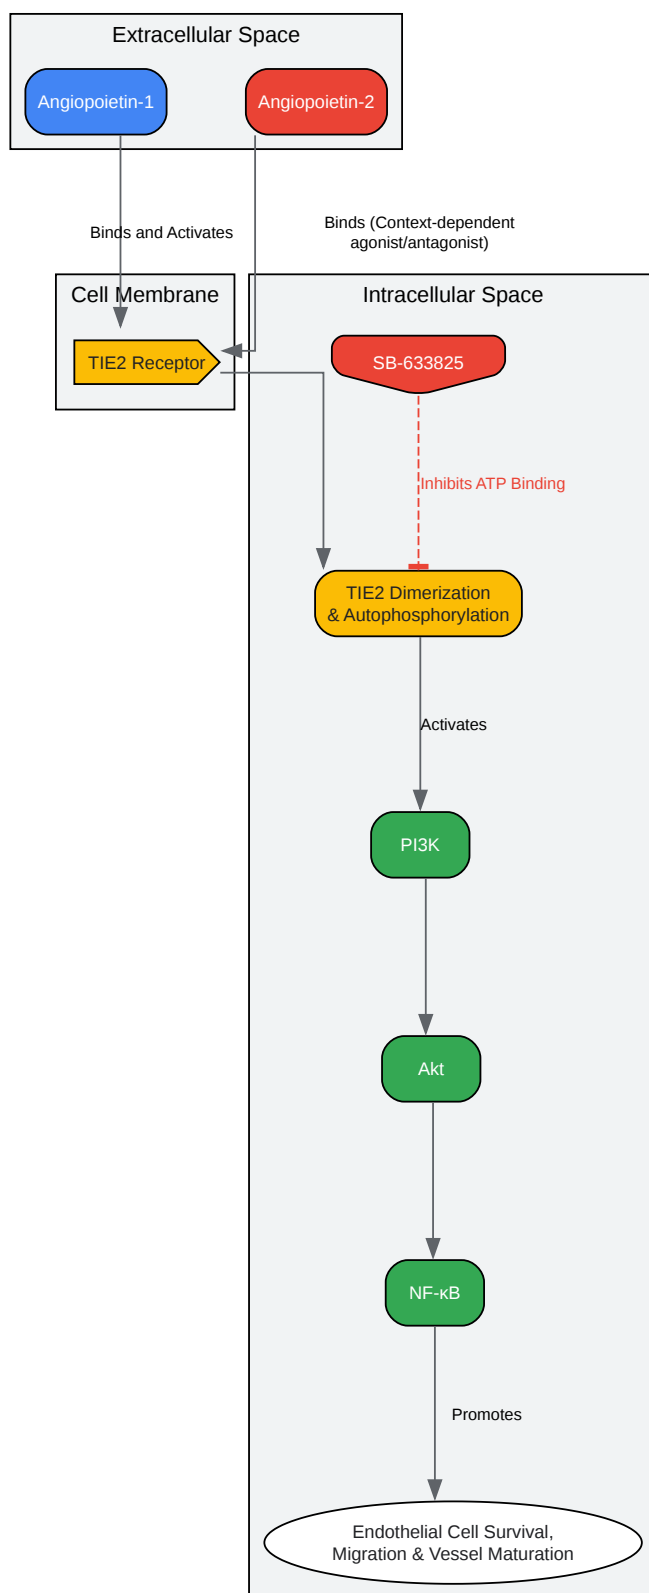 Extracellular Space
Angiopoietin-1
Angiopoietin-2
Binds and Activates
Binds (Context-dependent
agonist/antagonist)
Cell Membrane
Intracellular Space
TIE2 Receptor
SB-633825
Inhibits ATP Binding
TIE2 Dimerization
& Autophosphorylation
Activates
PI3K
Akt
NF-κB
Promotes
Endothelial Cell Survival,
Migration & Vessel Maturation